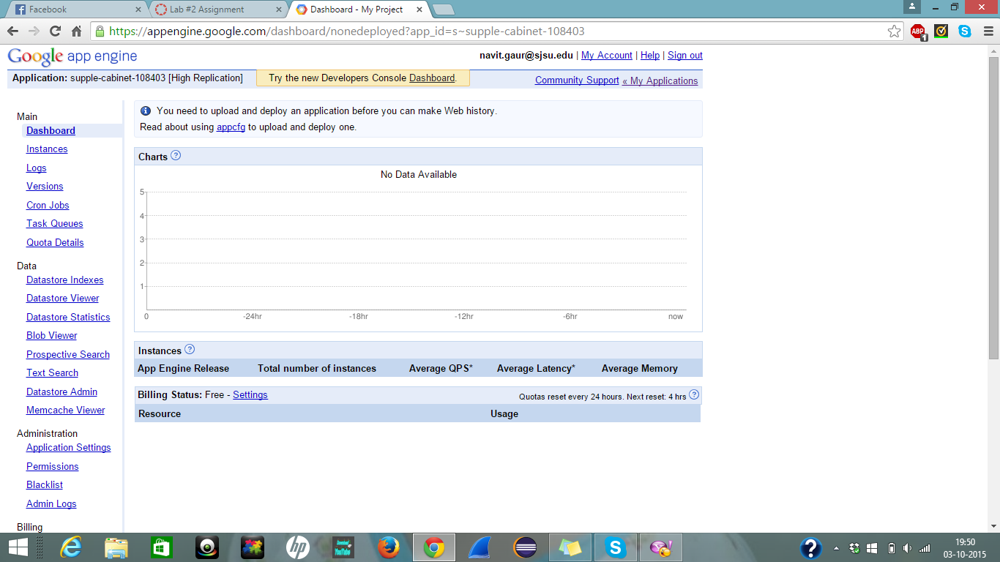 Facebook
Lab #2 Assignment
Dashboard - My Project
https://appengine.google.com/dashboard/nonedeployed?app_id=s~supple-cabinet-108403
ABP
1
Google app engine
navit.gaur@sjsu.edu | My Account | Help | Sign out
Application: supple-cabinet-108403 [High Replication]
Try the new Developers Console Dashboard.
Community Support « My Applications
Main
Dashboard
Instances
Logs
Versions
Cron Jobs
Task Queues
Quota Details
Data
Datastore Indexes
Datastore Viewer
Datastore Statistics
Blob Viewer
Prospective Search
Text Search
Datastore Admin
Memcache Viewer
Administration
Application Settings
Permissions
Blacklist
Admin Logs
Billing
You need to upload and deploy an application before you can make Web history.
Read about using appcfg to upload and deploy one.
Charts ?
No Data Available
5
4
3
2
1
0 -24hr -18hr -12hr -6hr now
Instances ?
App Engine Release Total number of instances Average QPS* Average Latency* Average Memory
Billing Status: Free - Settings
Quotas reset every 24 hours. Next reset: 4 hrs ?
Resource Usage
hp
YouTube
19:50
03-10-2015